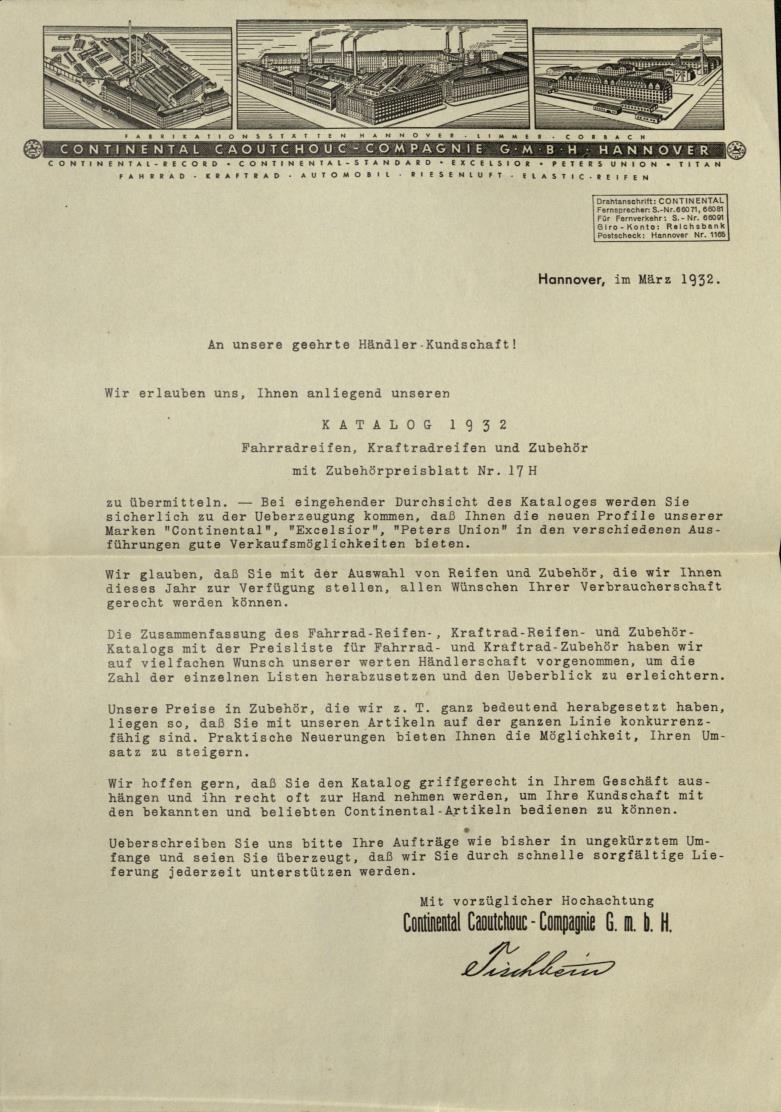 FABRIKATIONSSTÄTTEN HANNOVER · LIMMER · CORBACH
CONTINENTAL CAOUTCHOUC-COMPAGNIE G·M·B·H· HANNOVER
CONTINENTAL-RECORD · CONTINENTAL-STANDARD · EXCELSIOR · PETERS UNION · TITAN
FAHRRAD · KRAFTRAD · AUTOMOBIL · RIESENLUFT · ELASTIC-REIFEN
Drahtanschrift: CONTINENTAL
Fernsprecher: S.-Nr. 66071, 66081
Für Fernverkehr: S.-Nr. 66091
Giro-Konto: Reichsbank
Postscheck: Hannover Nr. 1165
Hannover, im März 1932.
An unsere geehrte Händler-Kundschaft!
Wir erlauben uns, Ihnen anliegend unseren
KATALOG 1932
Fahrradreifen, Kraftradreifen und Zubehör
mit Zubehörpreisblatt Nr. 17 H
zu übermitteln. — Bei eingehender Durchsicht des Kataloges werden Sie
sicherlich zu der Ueberzeugung kommen, daß Ihnen die neuen Profile unserer
Marken "Continental", "Excelsior", "Peters Union" in den verschiedenen Aus-
führungen gute Verkaufsmöglichkeiten bieten.
Wir glauben, daß Sie mit der Auswahl von Reifen und Zubehör, die wir Ihnen
dieses Jahr zur Verfügung stellen, allen Wünschen Ihrer Verbraucherschaft
gerecht werden können.
Die Zusammenfassung des Fahrrad-Reifen-, Kraftrad-Reifen- und Zubehör-
Katalogs mit der Preisliste für Fahrrad- und Kraftrad-Zubehör haben wir
auf vielfachen Wunsch unserer werten Händlerschaft vorgenommen, um die
Zahl der einzelnen Listen herabzusetzen und den Ueberblick zu erleichtern.
Unsere Preise in Zubehör, die wir z. T. ganz bedeutend herabgesetzt haben,
liegen so, daß Sie mit unseren Artikeln auf der ganzen Linie konkurrenz-
fähig sind. Praktische Neuerungen bieten Ihnen die Möglichkeit, Ihren Um-
satz zu steigern.
Wir hoffen gern, daß Sie den Katalog griffgerecht in Ihrem Geschäft aus-
hängen und ihn recht oft zur Hand nehmen werden, um Ihre Kundschaft mit
den bekannten und beliebten Continental-Artikeln bedienen zu können.
Ueberschreiben Sie uns bitte Ihre Aufträge wie bisher in ungekürztem Um-
fange und seien Sie überzeugt, daß wir Sie durch schnelle sorgfältige Lie-
ferung jederzeit unterstützen werden.
Mit vorzüglicher Hochachtung
Continental Caoutchouc-Compagnie G. m. b. H.
Tischbein